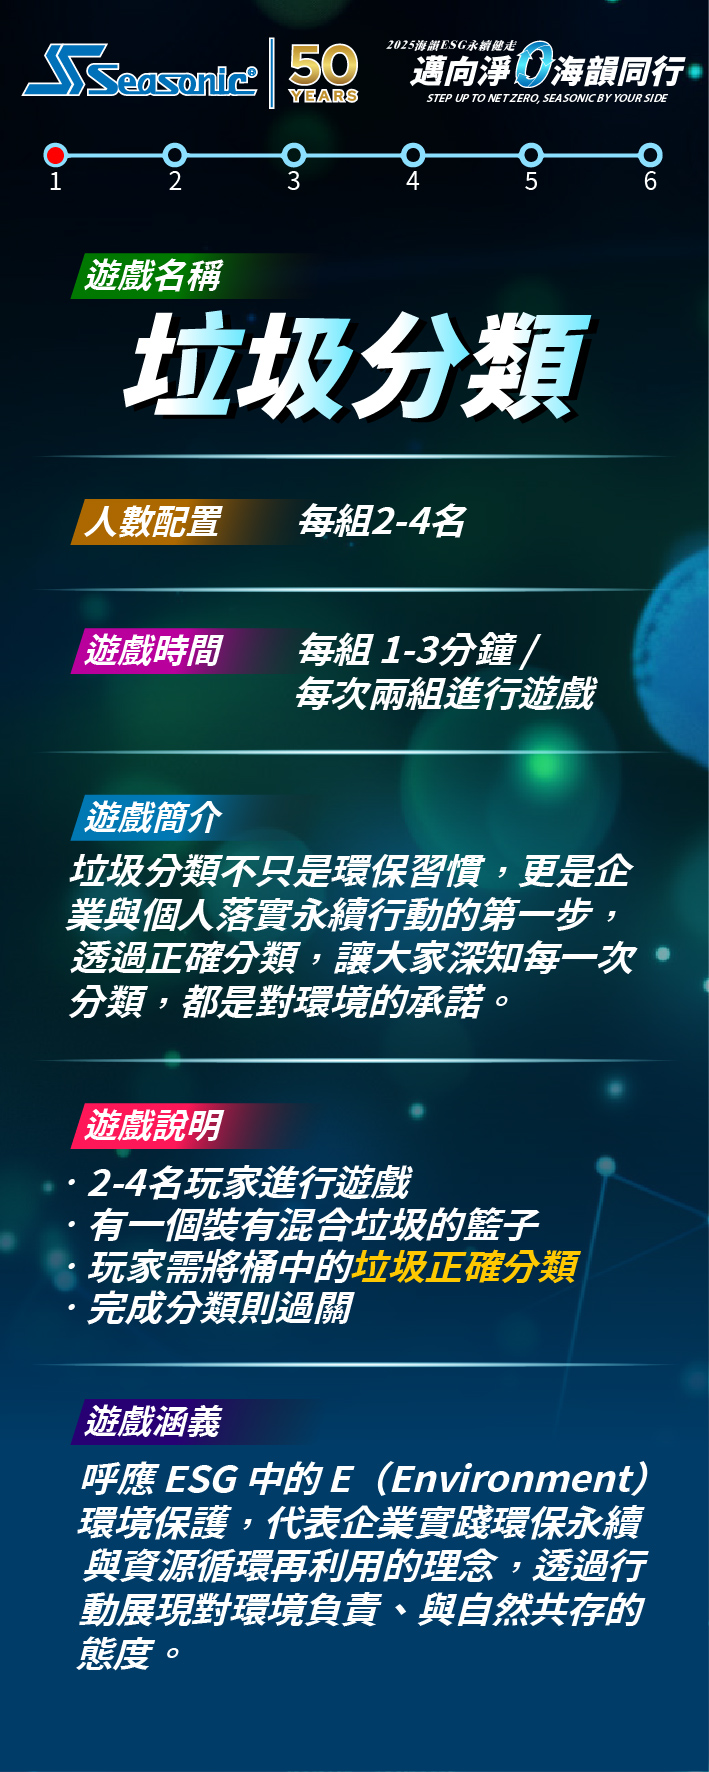 Seasonic®
50
YEARS
2025海韻ESG永續健走
邁向淨0海韻同行
STEP UP TO NET ZERO, SEASONIC BY YOUR SIDE
1 2 3 4 5 6
遊戲名稱
垃圾分類
人數配置 每組2-4名
遊戲時間 每組 1-3分鐘 /
每次兩組進行遊戲
遊戲簡介
垃圾分類不只是環保習慣，更是企
業與個人落實永續行動的第一步，
透過正確分類，讓大家深知每一次
分類，都是對環境的承諾。
遊戲說明
· 2-4名玩家進行遊戲
· 有一個裝有混合垃圾的籃子
· 玩家需將桶中的垃圾正確分類
· 完成分類則過關
遊戲涵義
呼應 ESG 中的 E（Environment）
環境保護，代表企業實踐環保永續
與資源循環再利用的理念，透過行
動展現對環境負責、與自然共存的
態度。